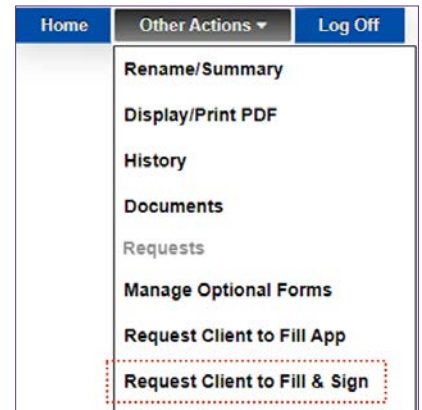 Home Other Actions ▾ Log Off
Rename/Summary
Display/Print PDF
History
Documents
Requests
Manage Optional Forms
Request Client to Fill App
Request Client to Fill & Sign